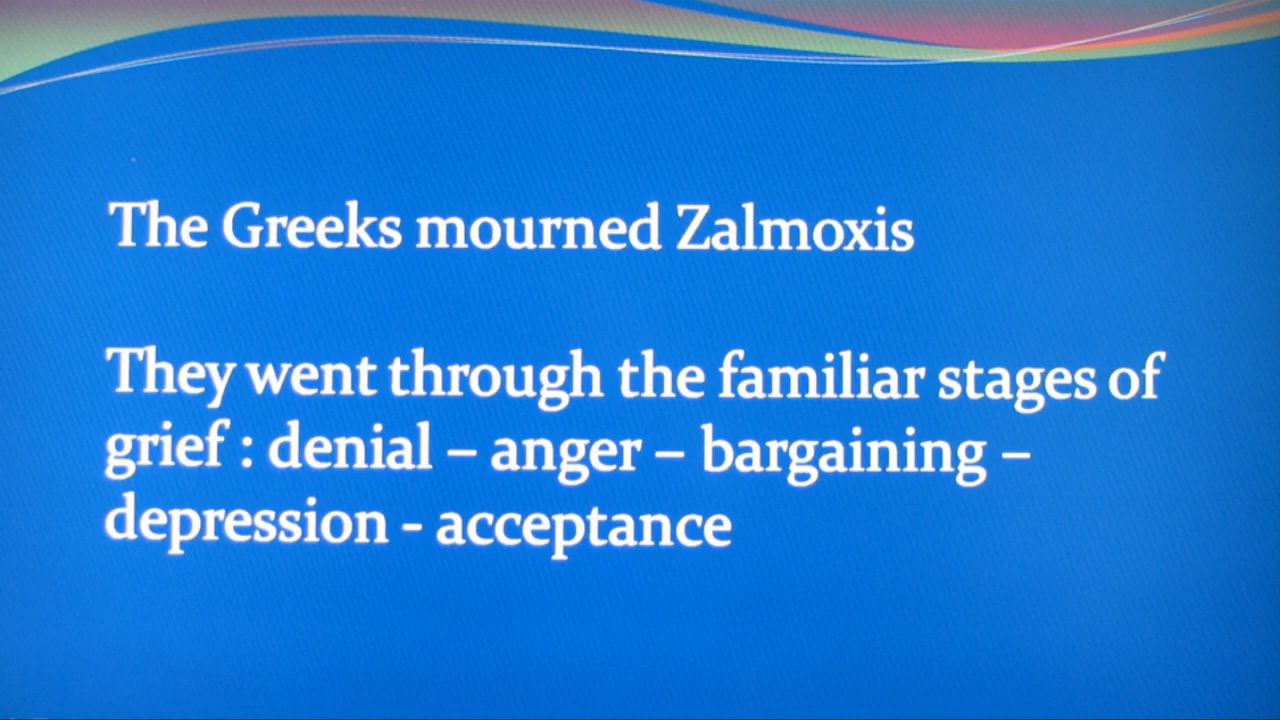 The Greeks mourned Zalmoxis
They went through the familiar stages of
grief : denial – anger – bargaining –
depression - acceptance